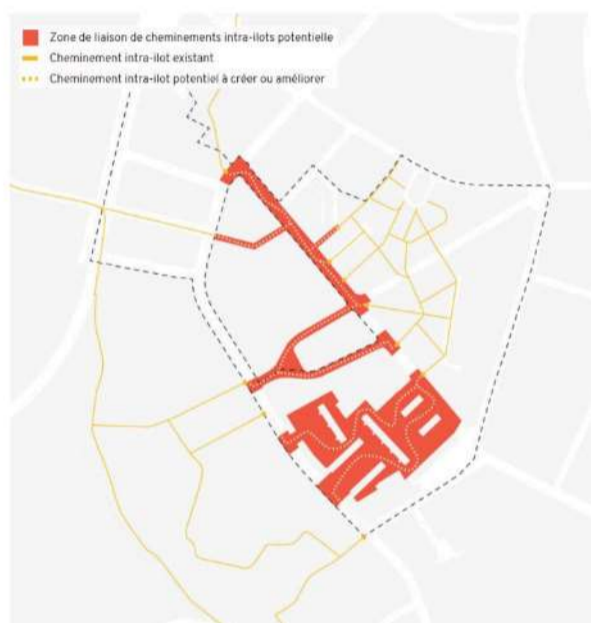 Zone de liaison de cheminements intra-ilots potentielle
Cheminement intra-ilot existant
Cheminement intra-ilot potentiel à créer ou améliorer